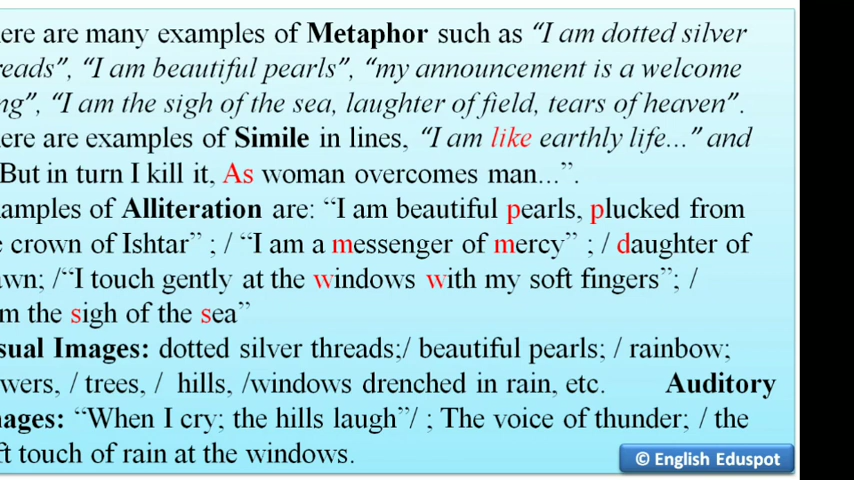 ere are many examples of Metaphor such as “I am dotted silver
reads”, “I am beautiful pearls”, “my announcement is a welcome
ng”, “I am the sigh of the sea, laughter of field, tears of heaven”.
ere are examples of Simile in lines, “I am like earthly life...” and
But in turn I kill it, As woman overcomes man...”.
amples of Alliteration are: “I am beautiful pearls, plucked from
e crown of Ishtar” ; / “I am a messenger of mercy” ; / daughter of
awn; /“I touch gently at the windows with my soft fingers”; /
m the sigh of the sea”
sual Images: dotted silver threads;/ beautiful pearls; / rainbow;
wers, / trees, / hills, /windows drenched in rain, etc. Auditory
nages: “When I cry; the hills laugh”/ ; The voice of thunder; / the
ft touch of rain at the windows.
© English Eduspot